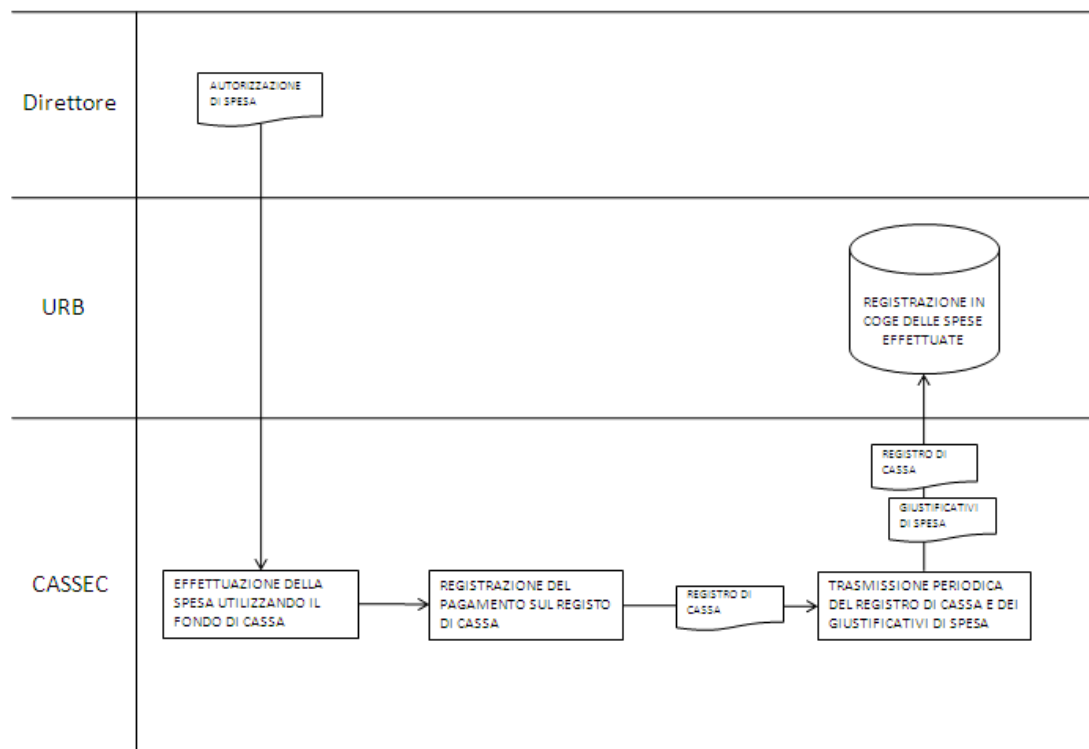 Direttore
AUTORIZZAZIONE
DI SPESA
URB
REGISTRAZIONE IN
COGE DELLE SPESE
EFFETTUATE
CASSEC
EFFETTUAZIONE DELLA
SPESA UTILIZZANDO IL
FONDO DI CASSA
REGISTRAZIONE DEL
PAGAMENTO SUL REGISTO
DI CASSA
REGISTRO DI
CASSA
TRASMISSIONE PERIODICA
DEL REGISTRO DI CASSA E DEI
GIUSTIFICATIVI DI SPESA
GIUSTIFICATIVI
DI SPESA
REGISTRO DI
CASSA